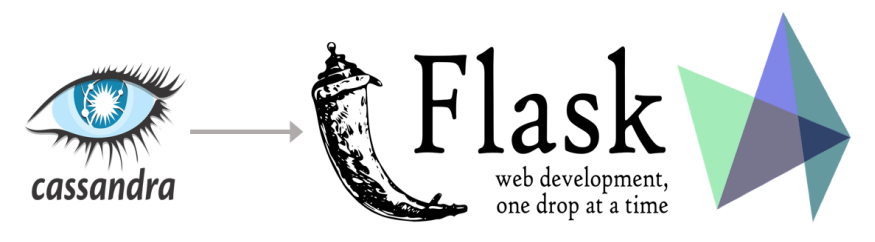 cassandra
Flask
web development,
one drop at a time